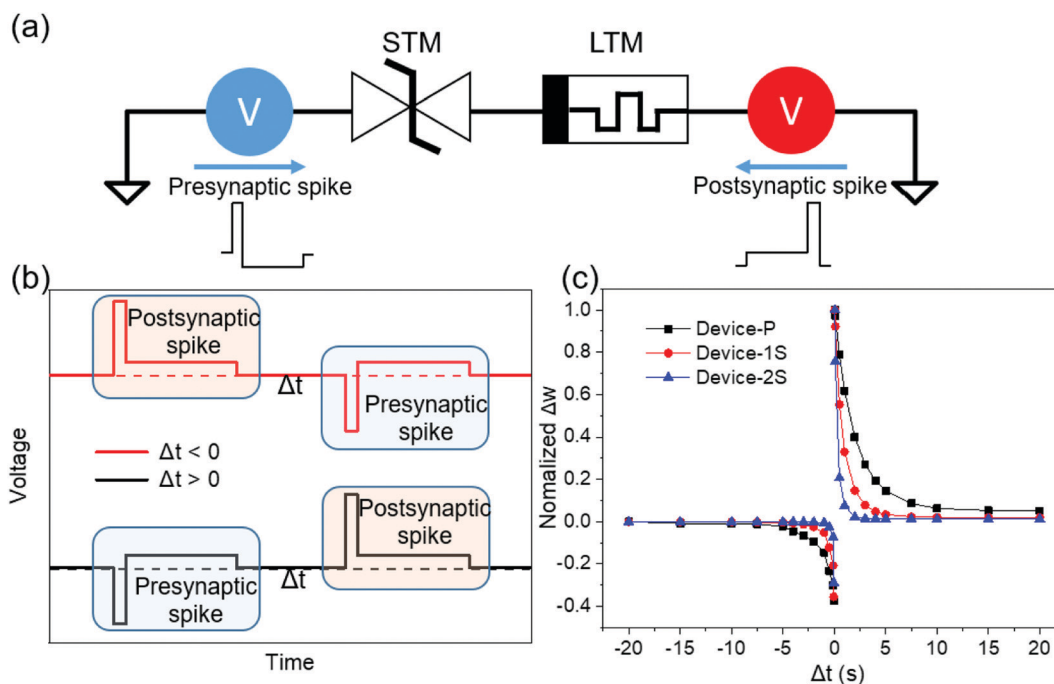 (a)
STM
LTM
V
V
Presynaptic spike
Postsynaptic spike
(b)
Postsynaptic
spike
Δt
Presynaptic
spike
Δt < 0
Δt > 0
Postsynaptic
spike
Presynaptic
spike
Δt
Voltage
Time
(c)
Device-P
Device-1S
Device-2S
Nomalized Δw
1.0
0.8
0.6
0.4
0.2
0.0
-0.2
-0.4
-20 -15 -10 -5 0 5 10 15 20
Δt (s)